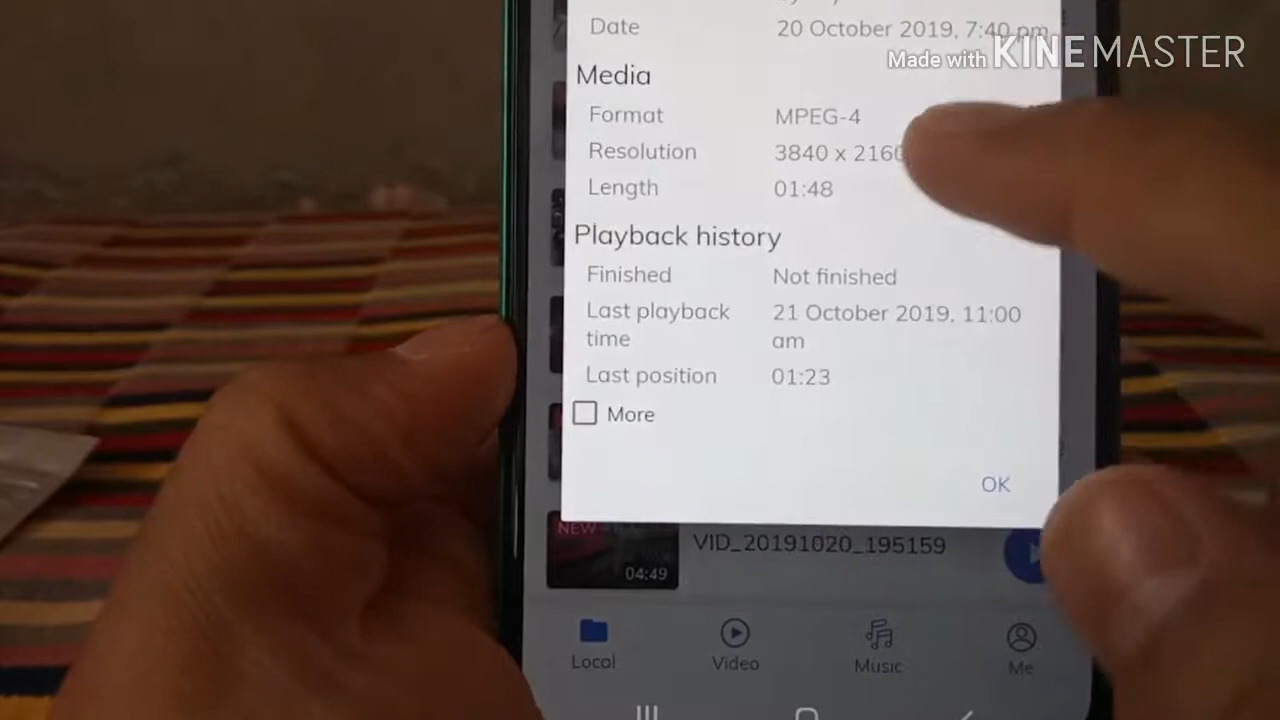 Date 20 October 2019, 7:40 pm
Made with KINEMASTER
Media
Format MPEG-4
Resolution 3840 x 2160
Length 01:48
Playback history
Finished Not finished
Last playback 21 October 2019, 11:00
time am
Last position 01:23
More
OK
NEW
VID_20191020_195159
04:49
Local Video Music Me